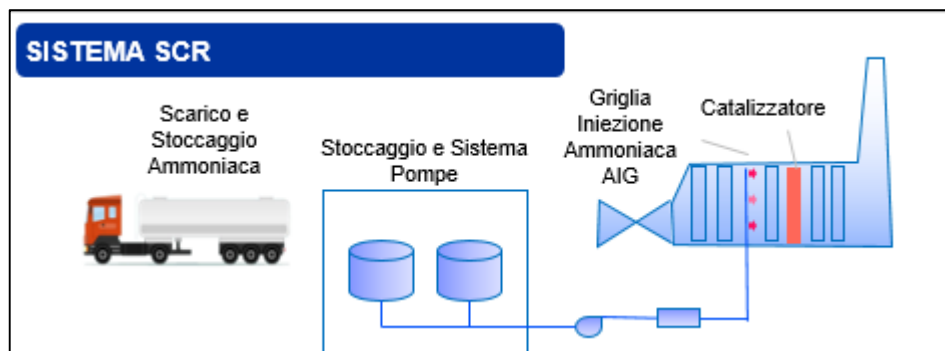 SISTEMA SCR
Scarico e
Stoccaggio
Ammoniaca
Stoccaggio e Sistema
Pompe
Griglia
Iniezione
Ammoniaca
AIG
Catalizzatore